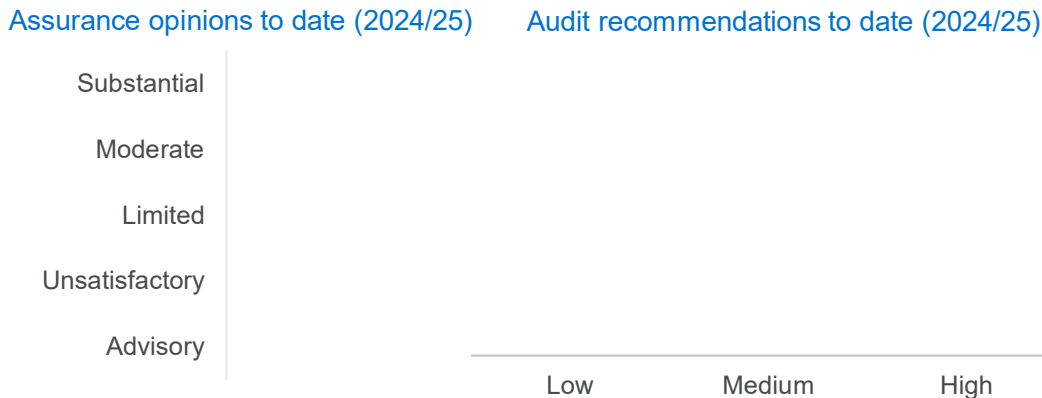 Assurance opinions to date (2024/25)
Audit recommendations to date (2024/25)
Substantial
Moderate
Limited
Unsatisfactory
Advisory
Low Medium High